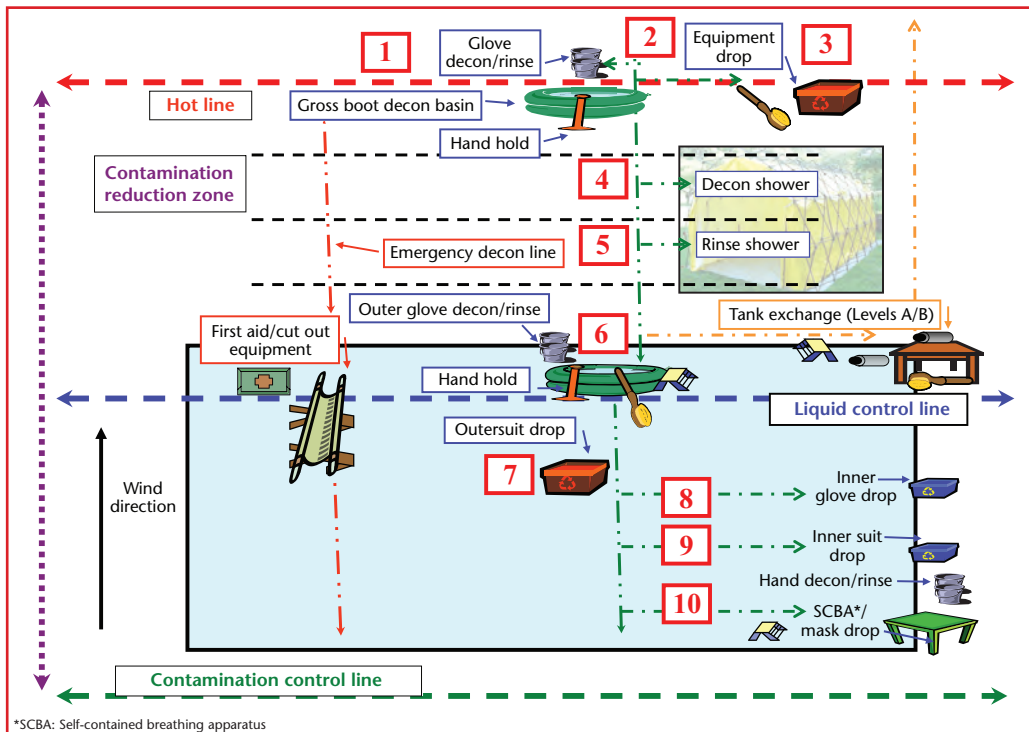 1
Glove
decon/rinse
2
Equipment
drop
3
Hot line
Gross boot decon basin
Hand hold
Contamination
reduction zone
4
Decon shower
5
Rinse shower
Emergency decon line
Outer glove decon/rinse
6
Tank exchange (Levels A/B)
First aid/cut out
equipment
Hand hold
Liquid control line
Outersuit drop
7
Wind
direction
8
Inner
glove drop
9
Inner suit
drop
Hand decon/rinse
10
SCBA*/
mask drop
Contamination control line
*SCBA: Self-contained breathing apparatus